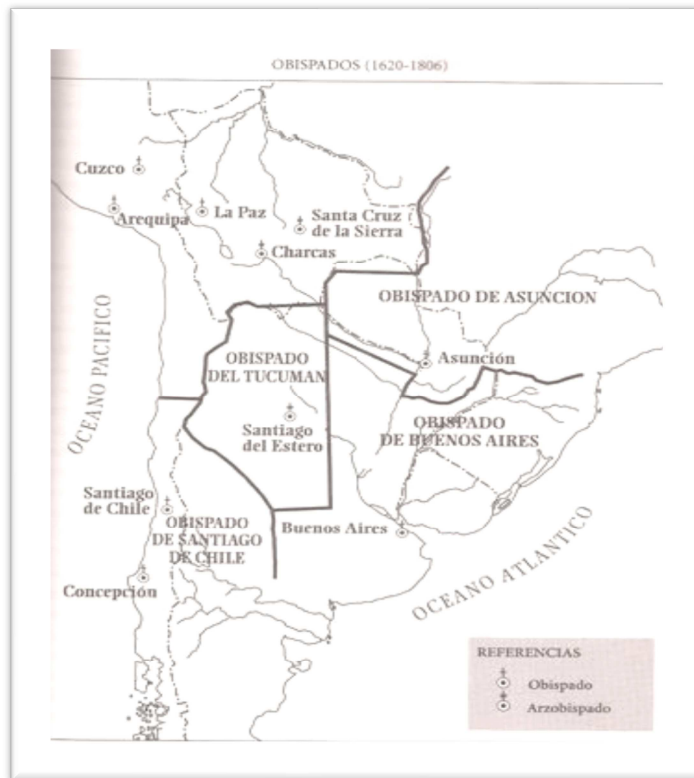 OBISPADOS (1620-1806)
Cuzco
Arequipa
La Paz
Santa Cruz
de la Sierra
Charcas
OBISPADO DE ASUNCION
OCEANO PACIFICO
OBISPADO
DEL TUCUMAN
Asunción
Santiago
del Estero
OBISPADO
DE BUENOS AIRES
Santiago
de Chile
OBISPADO
DE SANTIAGO
DE CHILE
Buenos Aires
Concepción
OCEANO ATLANTICO
REFERENCIAS
Obispado
Arzobispado